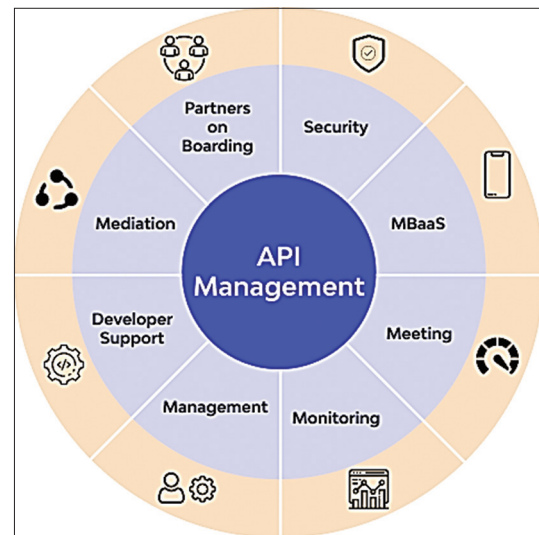 API
Management
Partners
on
Boarding
Security
MBaaS
Meeting
Monitoring
Management
Developer
Support
Mediation